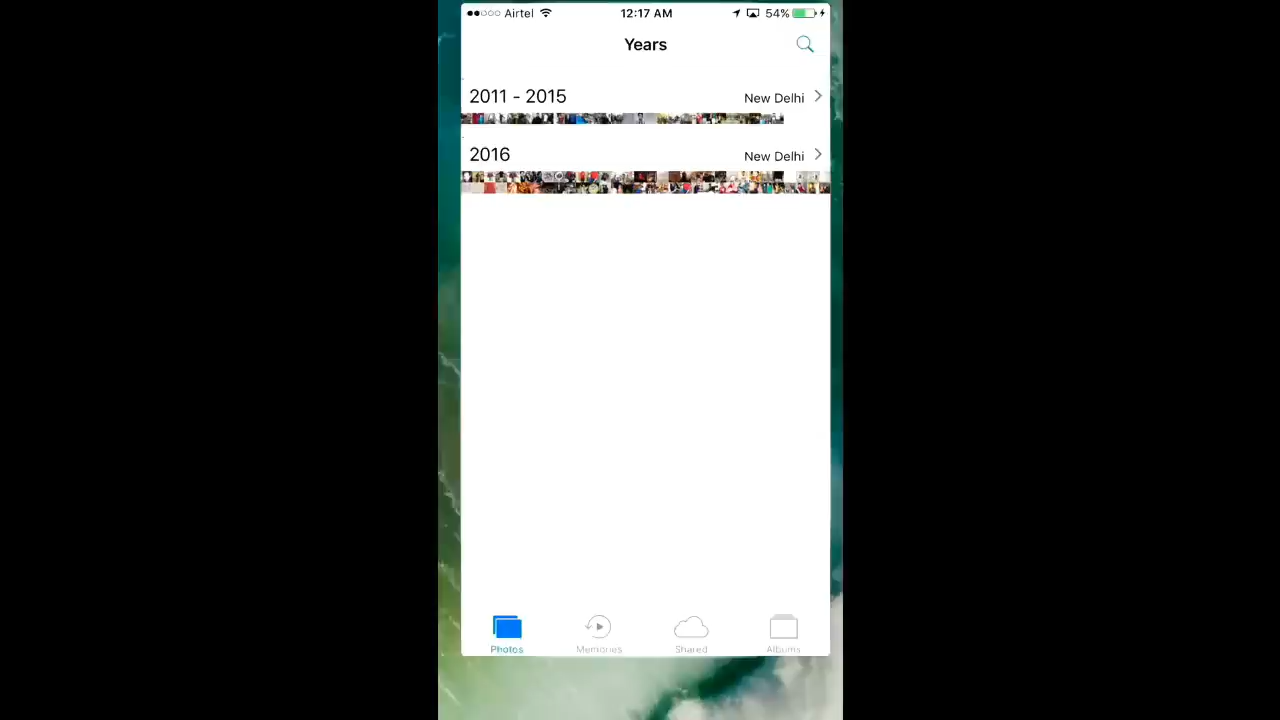 Airtel 12:17 AM 54%
Years
2011 - 2015 New Delhi
2016 New Delhi
Photos Memories Shared Albums